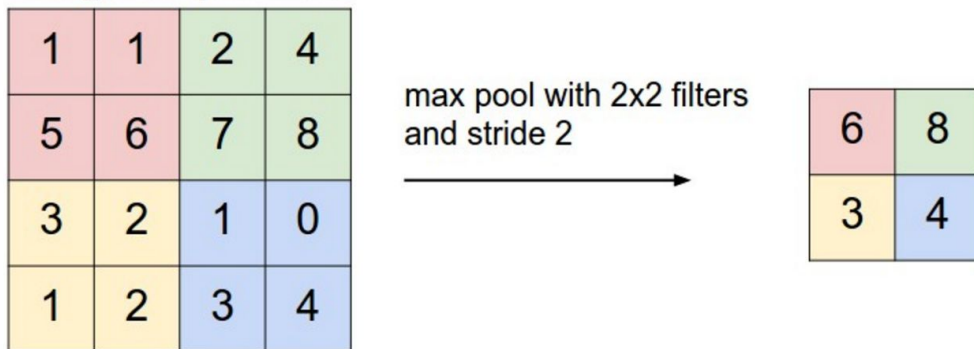 1 1 2 4
5 6 7 8
3 2 1 0
1 2 3 4
max pool with 2x2 filters
and stride 2
6 8
3 4